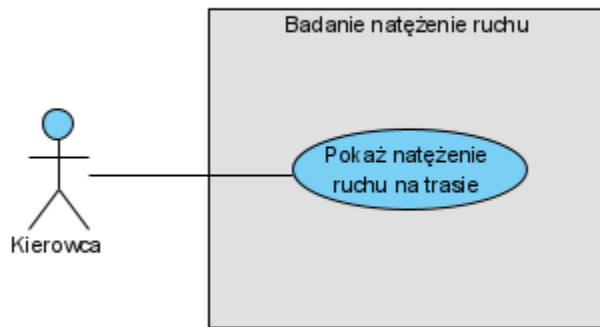 Badanie natężenie ruchu
Pokaż natężenie
ruchu na trasie
Kierowca